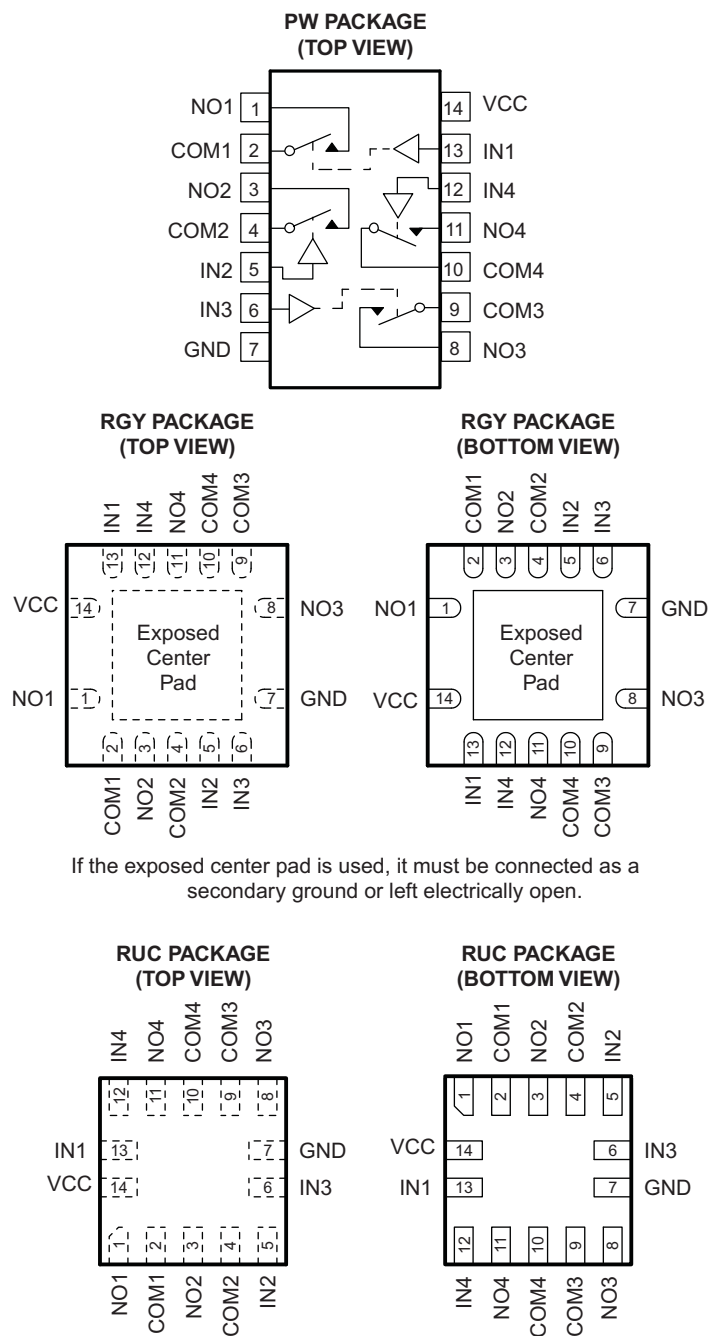 PW PACKAGE
(TOP VIEW)
NO1 1 14 VCC
COM1 2 13 IN1
NO2 3 12 IN4
COM2 4 11 NO4
IN2 5 10 COM4
IN3 6 9 COM3
GND 7 8 NO3
RGY PACKAGE
(TOP VIEW)
IN1 IN4 NO4 COM4 COM3
13 12 11 10 9
VCC 14 8 NO3
Exposed
Center
Pad
NO1 1 7 GND
2 3 4 5 6
COM1 NO2 COM2 IN2 IN3
RGY PACKAGE
(BOTTOM VIEW)
COM1 NO2 COM2 IN2 IN3
2 3 4 5 6
NO1 1 7 GND
Exposed
Center
Pad
VCC 14 8 NO3
13 12 11 10 9
IN1 IN4 NO4 COM4 COM3
If the exposed center pad is used, it must be connected as a
secondary ground or left electrically open.
RUC PACKAGE
(TOP VIEW)
IN4 NO4 COM4 COM3 NO3
12 11 10 9 8
IN1 13 7 GND
VCC 14 6 IN3
1 2 3 4 5
NO1 COM1 NO2 COM2 IN2
RUC PACKAGE
(BOTTOM VIEW)
NO1 COM1 NO2 COM2 IN2
1 2 3 4 5
VCC 14 6 IN3
IN1 13 7 GND
12 11 10 9 8
IN4 NO4 COM4 COM3 NO3